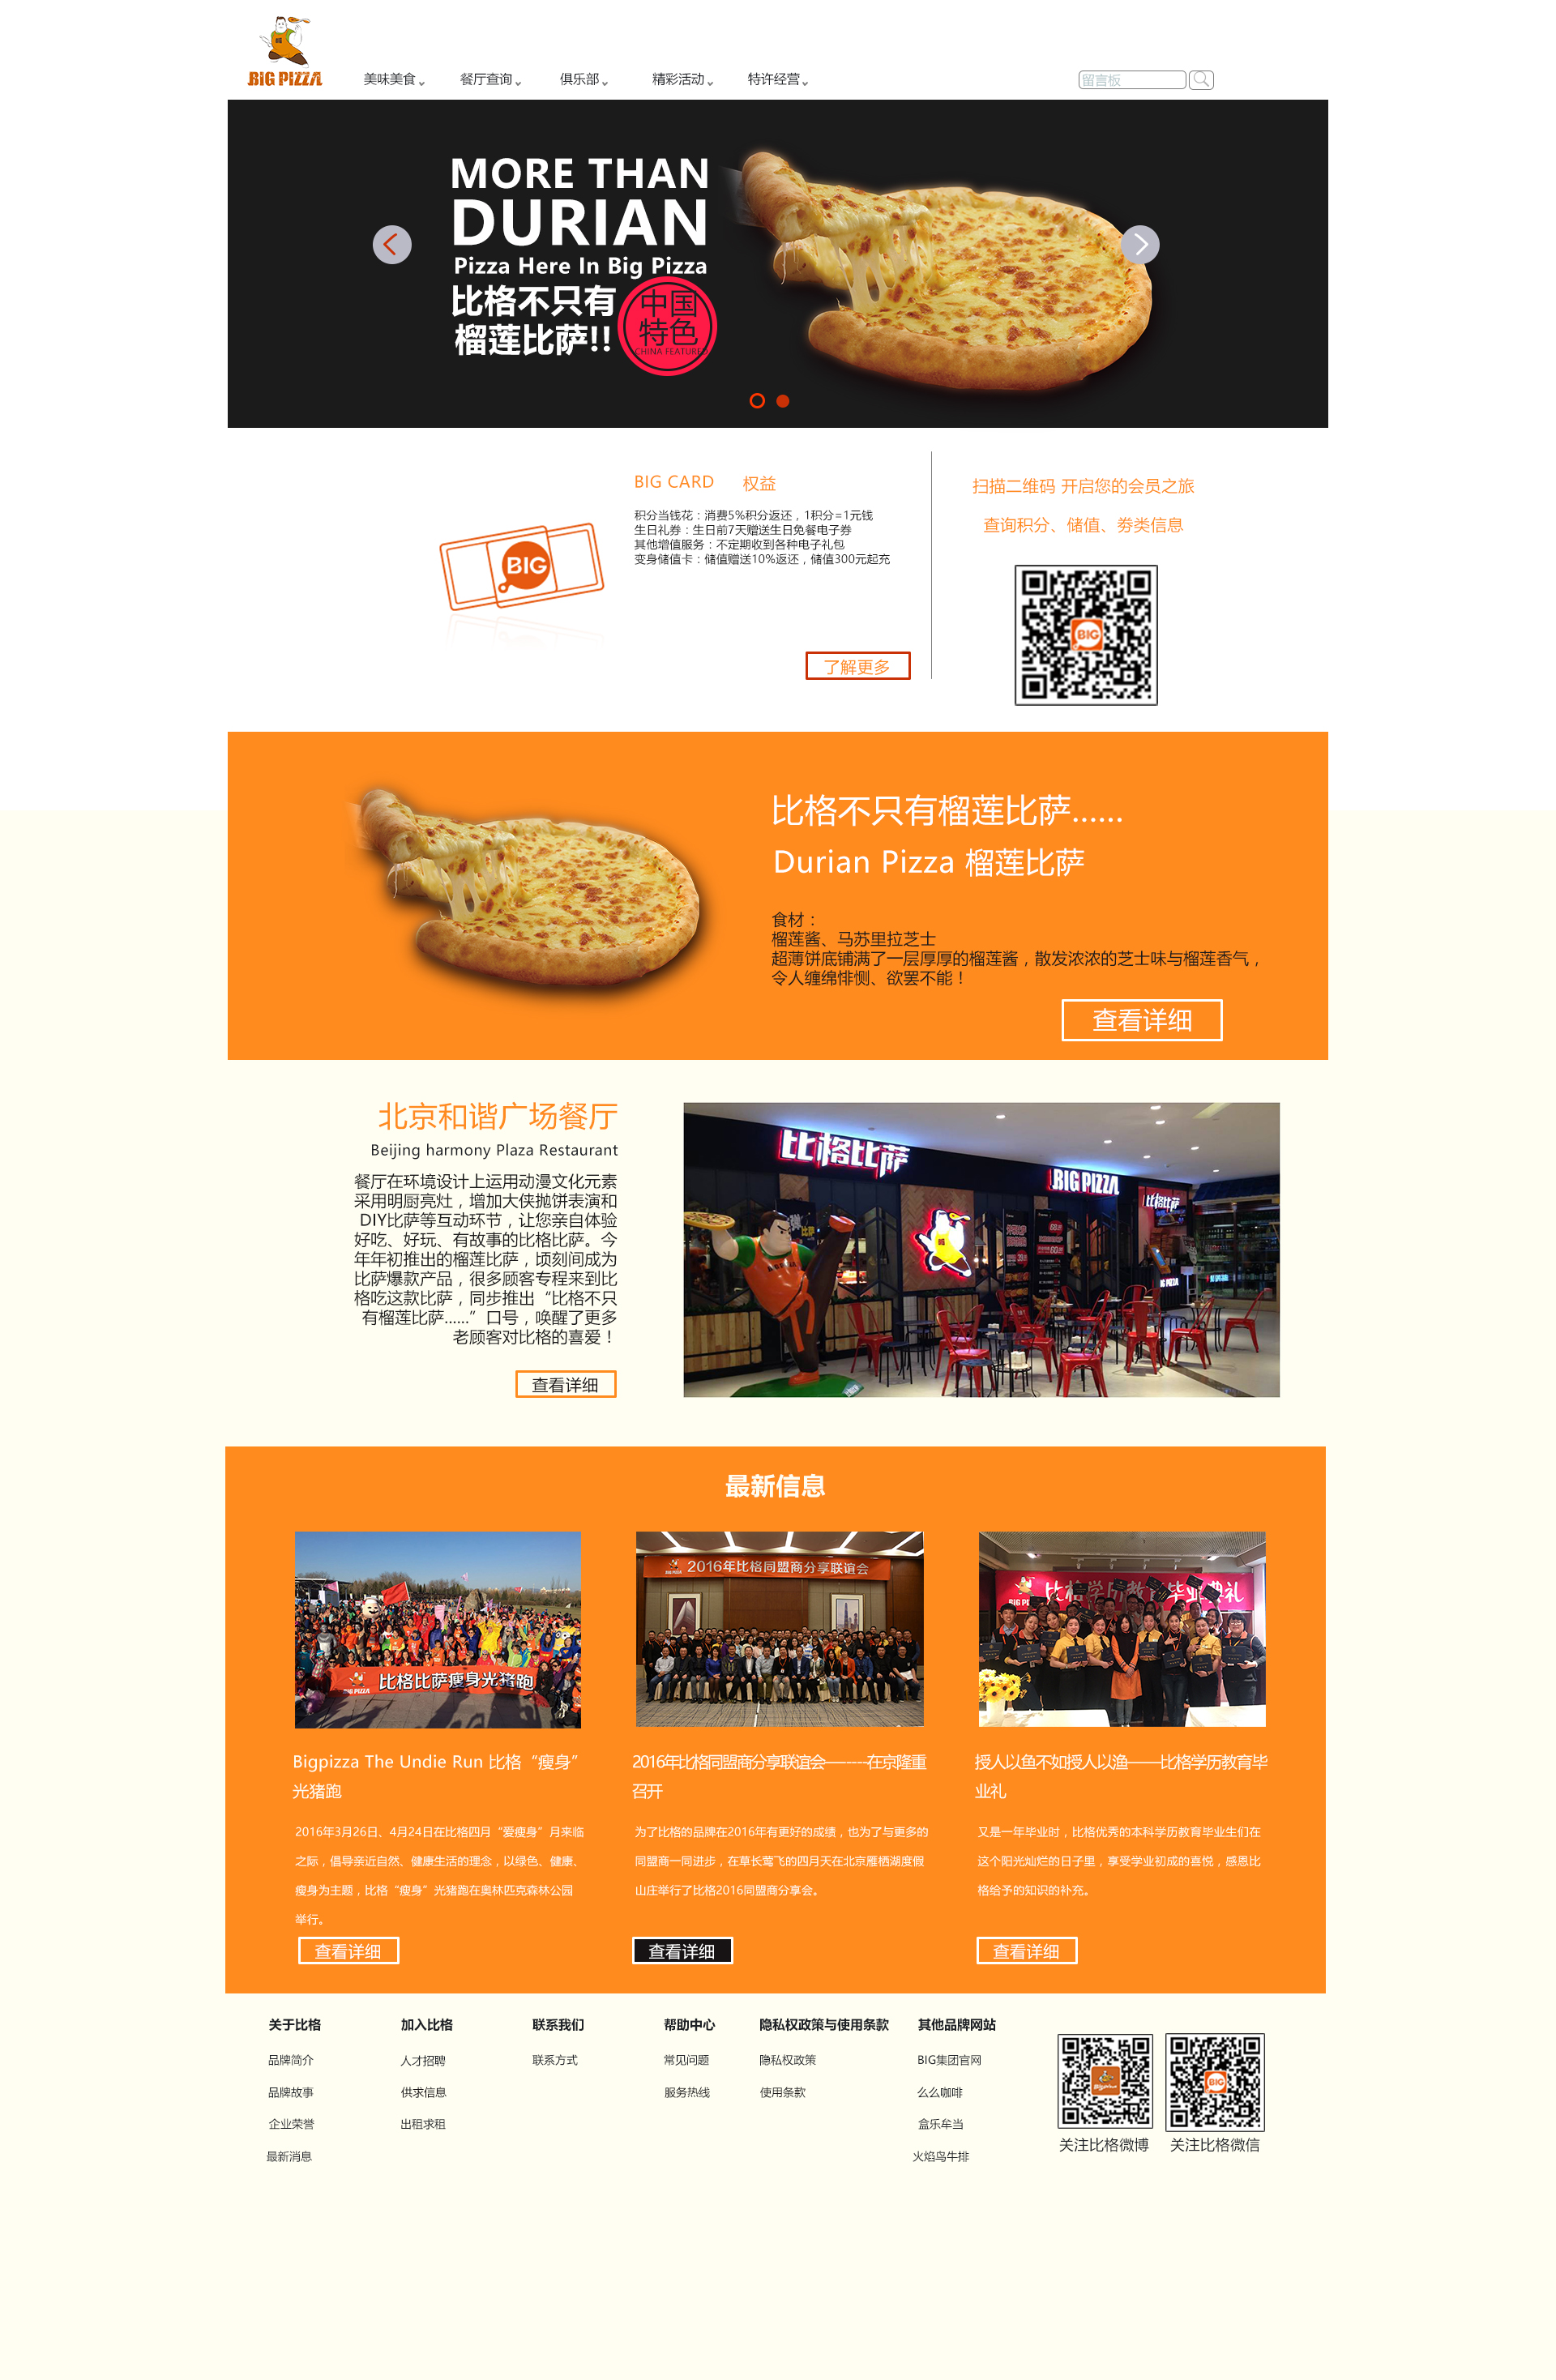 BIG PIZZA
美味美食
餐厅查询
俱乐部
精彩活动
特许经营
留言板
MORE THAN
DURIAN
Pizza Here In Big Pizza
比格不只有
榴莲比萨!!
中国
特色
CHINA FEATURED
BIG CARD 权益
积分当钱花：消费5%积分返还，1积分=1元钱
生日礼券：生日前7天赠送生日免餐电子券
其他增值服务：不定期收到各种电子礼包
变身储值卡：储值赠送10%返还，储值300元起充
BIG
了解更多
扫描二维码 开启您的会员之旅
查询积分、储值、劵类信息
BIG
比格不只有榴莲比萨......
Durian Pizza 榴莲比萨
食材：
榴莲酱、马苏里拉芝士
超薄饼底铺满了一层厚厚的榴莲酱，散发浓浓的芝士味与榴莲香气，
令人缠绵悱恻、欲罢不能！
查看详细
北京和谐广场餐厅
Beijing harmony Plaza Restaurant
餐厅在环境设计上运用动漫文化元素
采用明厨亮灶，增加大侠抛饼表演和
DIY比萨等互动环节，让您亲自体验
好吃、好玩、有故事的比格比萨。今
年年初推出的榴莲比萨，顷刻间成为
比萨爆款产品，很多顾客专程来到比
格吃这款比萨，同步推出“比格不只
有榴莲比萨......”口号，唤醒了更多
老顾客对比格的喜爱！
查看详细
比格比萨
BIG PIZZA
比格比萨
BIG PIZZA
最新信息
BIG PIZZA 比格比萨瘦身光猪跑
BIG PIZZA 2016年比格同盟商分享联谊会
BIG PIZZA 比格学历教育毕业典礼
Bigpizza The Undie Run 比格“瘦身”
光猪跑
2016年比格同盟商分享联谊会-------在京隆重
召开
授人以鱼不如授人以渔——比格学历教育毕
业礼
2016年3月26日、4月24日在比格四月“爱瘦身”月来临
之际，倡导亲近自然、健康生活的理念，以绿色、健康、
瘦身为主题，比格“瘦身”光猪跑在奥林匹克森林公园
举行。
为了比格的品牌在2016年有更好的成绩，也为了与更多的
同盟商一同进步，在草长莺飞的四月天在北京雁栖湖度假
山庄举行了比格2016同盟商分享会。
又是一年毕业时，比格优秀的本科学历教育毕业生们在
这个阳光灿烂的日子里，享受学业初成的喜悦，感恩比
格给予的知识的补充。
查看详细
查看详细
查看详细
关于比格
品牌简介
品牌故事
企业荣誉
最新消息
加入比格
人才招聘
供求信息
出租求租
联系我们
联系方式
帮助中心
常见问题
服务热线
隐私权政策与使用条款
隐私权政策
使用条款
其他品牌网站
BIG集团官网
么么咖啡
盒乐牟当
火焰鸟牛排
Bigpizza
BIG
关注比格微博
关注比格微信